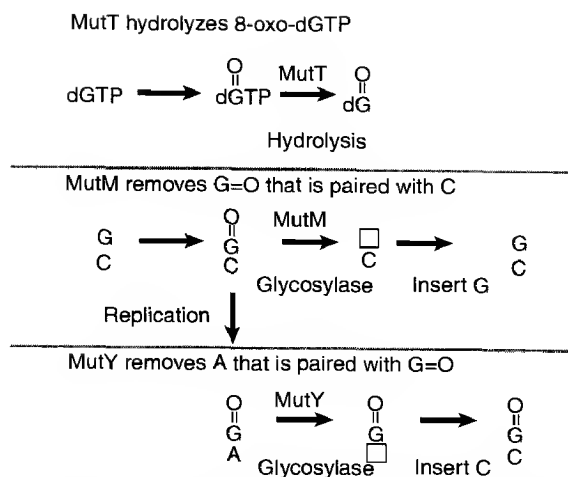 MutT hydrolyzes 8-oxo-dGTP
O
dGTP
dGTP
MutT
O
dG
Hydrolysis
MutM removes G=O that is paired with C
G
C
O
G
C
MutM
Glycosylase
C
Insert G
G
C
Replication
MutY removes A that is paired with G=O
O
G
A
MutY
Glycosylase
O
G
Insert C
O
G
C